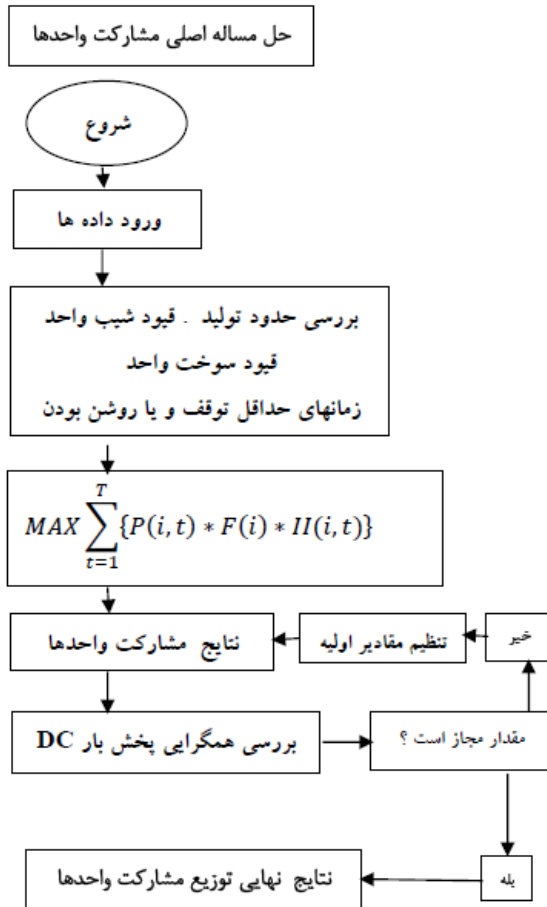 حل مساله اصلی مشارکت واحدها
شروع
ورود داده ها
بررسی حدود تولید . قیود شیب واحد
قیود سوخت واحد
زمانهای حداقل توقف و یا روشن بودن
MAX \sum_{t=1}^{T} {P(i,t) * F(i) * II(i,t)}
نتایج مشارکت واحدها
تنظیم مقادیر اولیه
خیر
بررسی همگرایی پخش بار DC
مقدار مجاز است ؟
بله
نتایج نهایی توزیع مشارکت واحدها